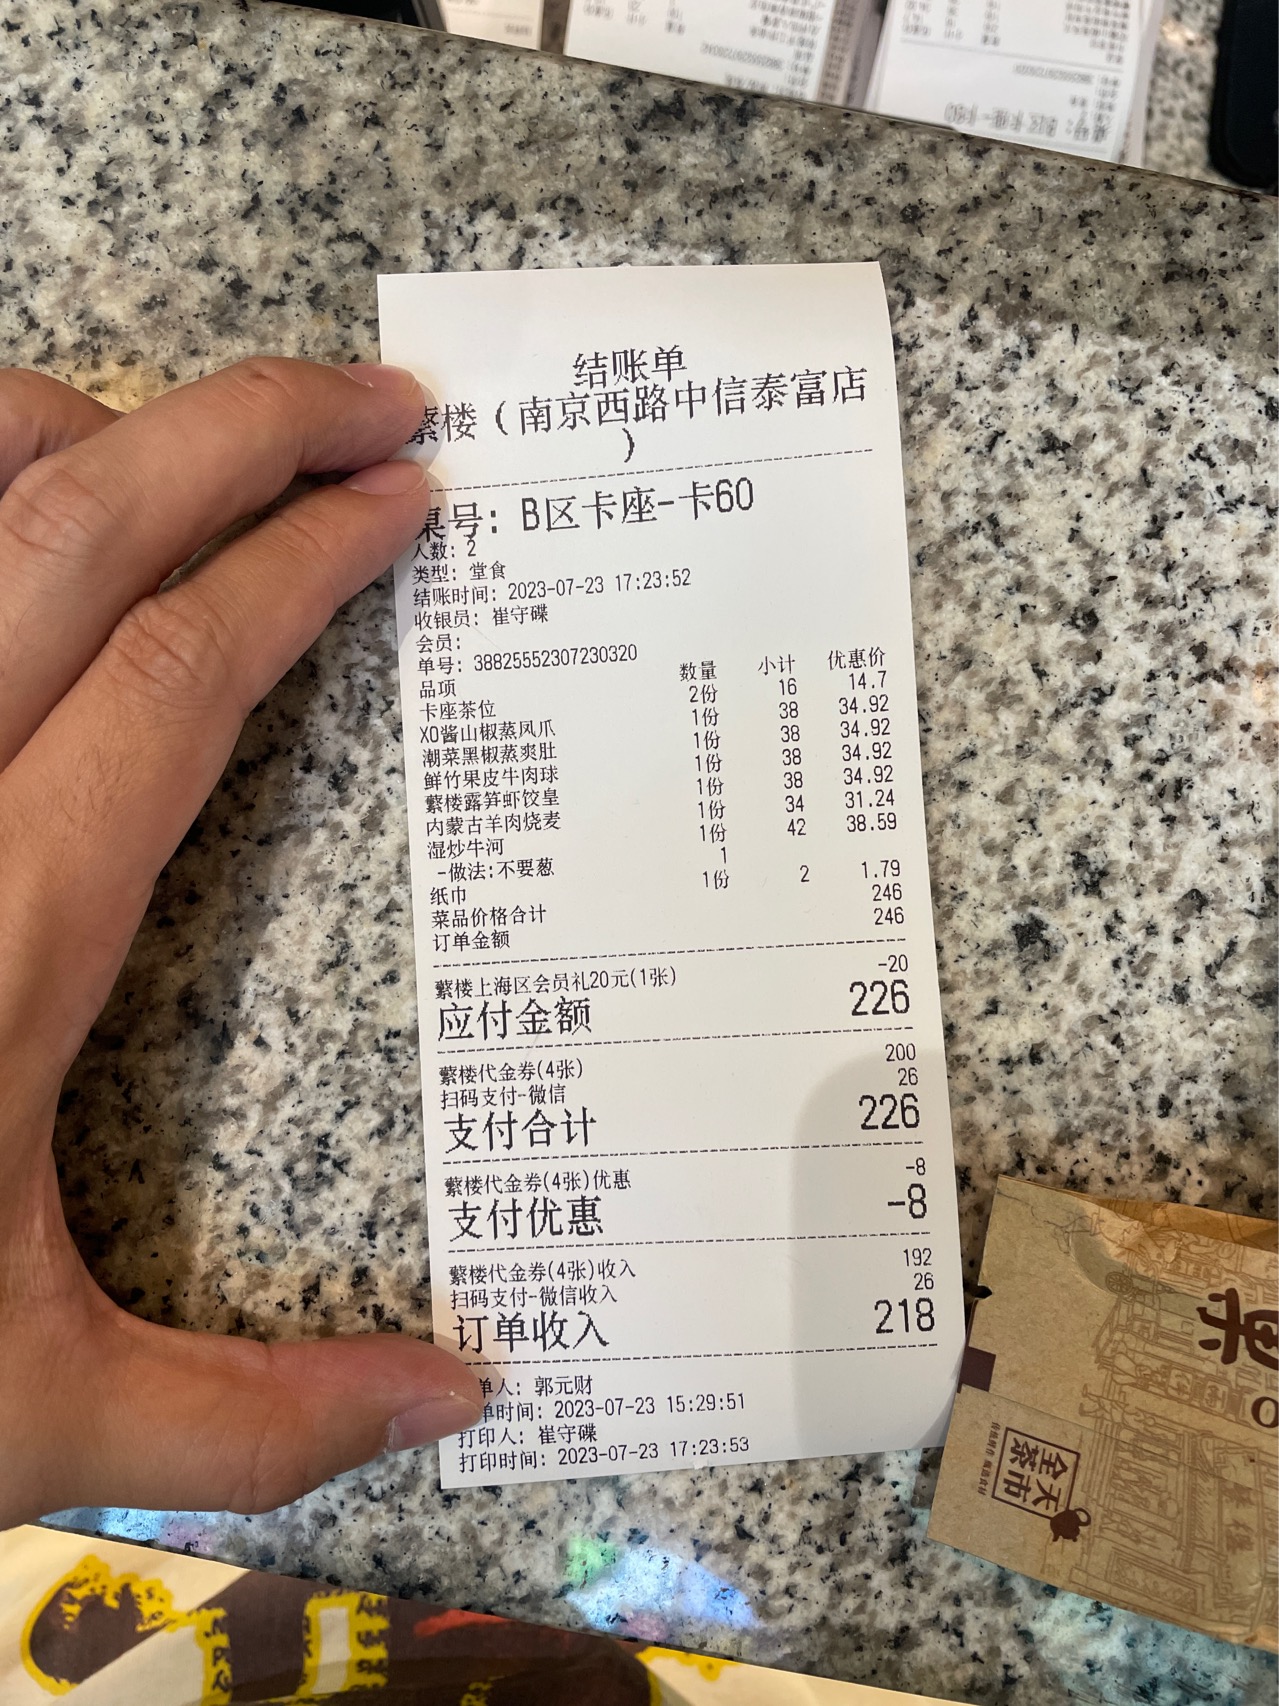 结账单
蘩楼（南京西路中信泰富店
）
桌号: B区卡座-卡60
人数: 2
类型: 堂食
结账时间: 2023-07-23 17:23:52
收银员: 崔守碟
会员:
单号: 38825552307230320
品项 数量 小计 优惠价
卡座茶位 2份 16 14.7
XO酱山椒蒸凤爪 1份 38 34.92
潮菜黑椒蒸爽肚 1份 38 34.92
鲜竹果皮牛肉球 1份 38 34.92
蘩楼露笋虾饺皇 1份 38 34.92
内蒙古羊肉烧麦 1份 34 31.24
湿炒牛河 1份 42 38.59
-做法:不要葱 1
纸巾 1份 2 1.79
菜品价格合计 246
订单金额 246
蘩楼上海区会员礼20元(1张) -20
应付金额 226
蘩楼代金券(4张) 200
扫码支付-微信 26
支付合计 226
蘩楼代金券(4张)优惠 -8
支付优惠 -8
蘩楼代金券(4张)收入 192
扫码支付-微信收入 26
订单收入 218
单人: 郭元财
单时间: 2023-07-23 15:29:51
打印人: 崔守碟
打印时间: 2023-07-23 17:23:53
全天
茶市